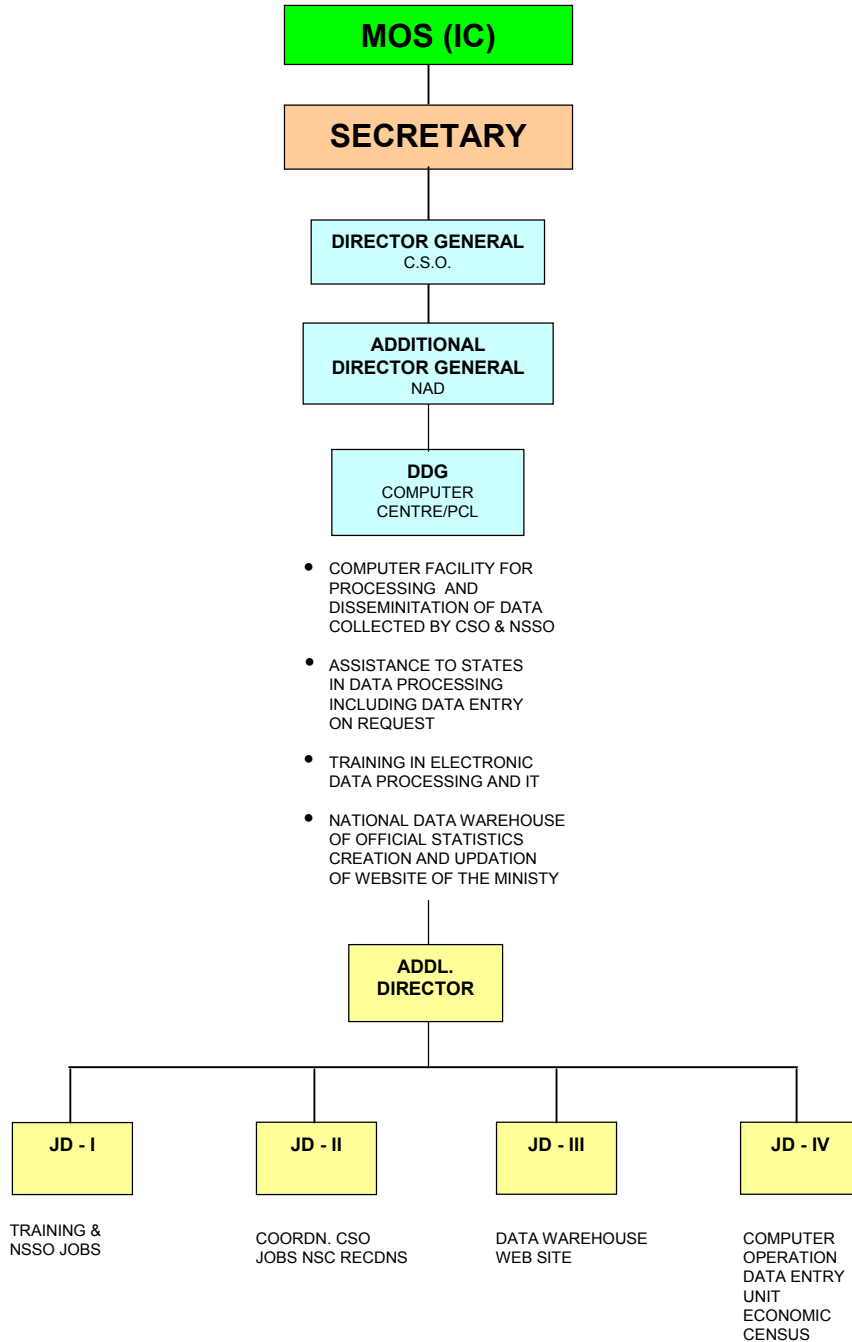 MOS (IC)
SECRETARY
DIRECTOR GENERAL
C.S.O.
ADDITIONAL
DIRECTOR GENERAL
NAD
DDG
COMPUTER
CENTRE/PCL
• COMPUTER FACILITY FOR
PROCESSING AND
DISSEMINITATION OF DATA
COLLECTED BY CSO & NSSO
• ASSISTANCE TO STATES
IN DATA PROCESSING
INCLUDING DATA ENTRY
ON REQUEST
• TRAINING IN ELECTRONIC
DATA PROCESSING AND IT
• NATIONAL DATA WAREHOUSE
OF OFFICIAL STATISTICS
CREATION AND UPDATION
OF WEBSITE OF THE MINISTY
ADDL.
DIRECTOR
JD - I
TRAINING &
NSSO JOBS
JD - II
COORDN. CSO
JOBS NSC RECDNS
JD - III
DATA WAREHOUSE
WEB SITE
JD - IV
COMPUTER
OPERATION
DATA ENTRY
UNIT
ECONOMIC
CENSUS